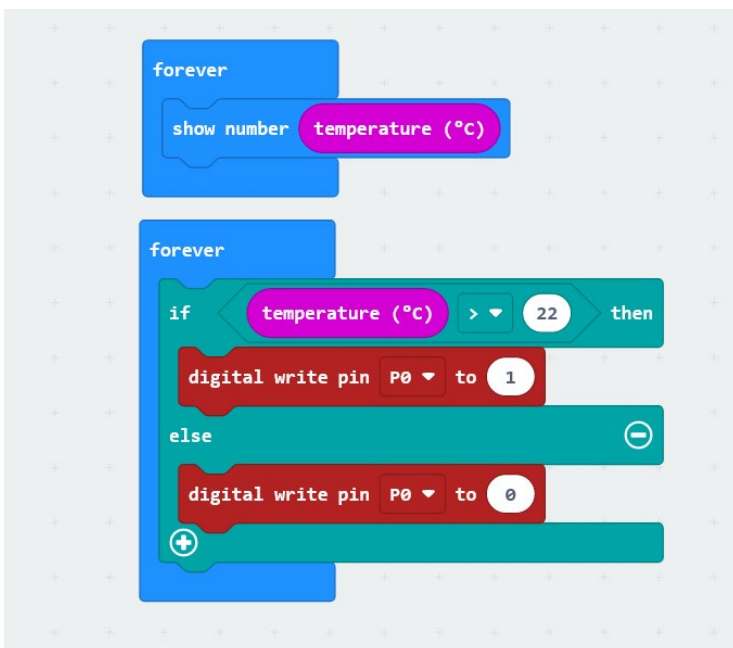 forever
show number temperature (°C)
forever
if temperature (°C) > 22 then
digital write pin P0 to 1
else
digital write pin P0 to 0